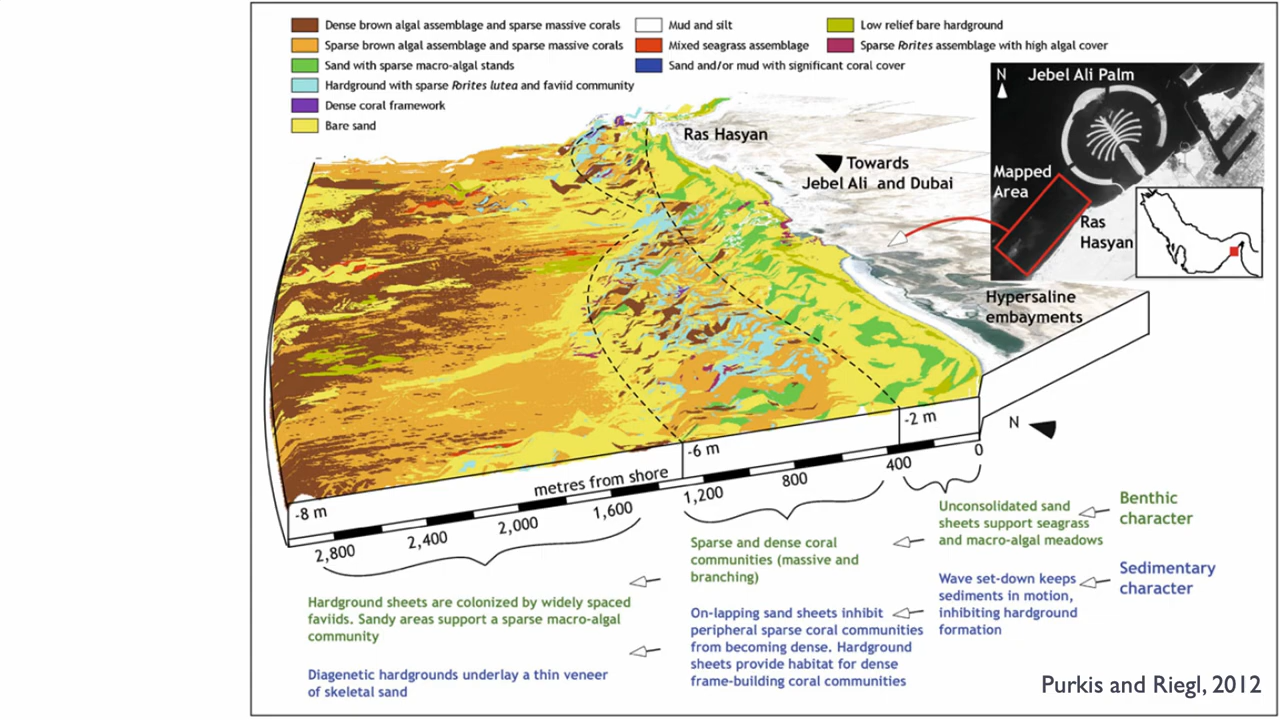 Dense brown algal assemblage and sparse massive corals
Sparse brown algal assemblage and sparse massive corals
Sand with sparse macro-algal stands
Hardground with sparse Porites lutea and faviid community
Dense coral framework
Bare sand
Mud and silt
Mixed seagrass assemblage
Sand and/or mud with significant coral cover
Low relief bare hardground
Sparse Porites assemblage with high algal cover
Jebel Ali Palm
N
Mapped
Area
Ras
Hasyan
Ras Hasyan
Towards
Jebel Ali and Dubai
Hypersaline
embayments
N
-2 m
-6 m
-8 m
metres from shore
0
400
800
1,200
1,600
2,000
2,400
2,800
Benthic
character
Sedimentary
character
Unconsolidated sand
sheets support seagrass
and macro-algal meadows
Wave set-down keeps
sediments in motion,
inhibiting hardground
formation
Sparse and dense coral
communities (massive and
branching)
On-lapping sand sheets inhibit
peripheral sparse coral communities
from becoming dense. Hardground
sheets provide habitat for dense
frame-building coral communities
Hardground sheets are colonized by widely spaced
faviids. Sandy areas support a sparse macro-algal
community
Diagenetic hardgrounds underlay a thin veneer
of skeletal sand
Purkis and Riegl, 2012